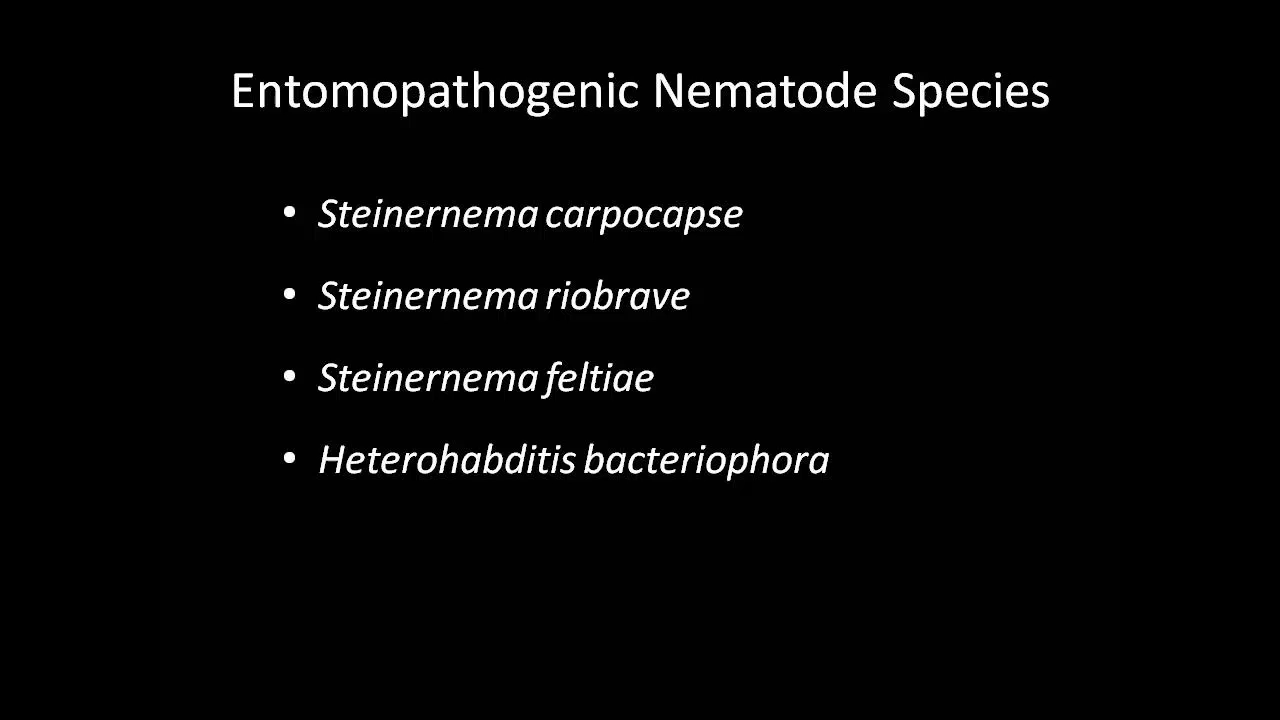 Entomopathogenic Nematode Species
• Steinernema carpocapse
• Steinernema riobrave
• Steinernema feltiae
• Heterohabditis bacteriophora